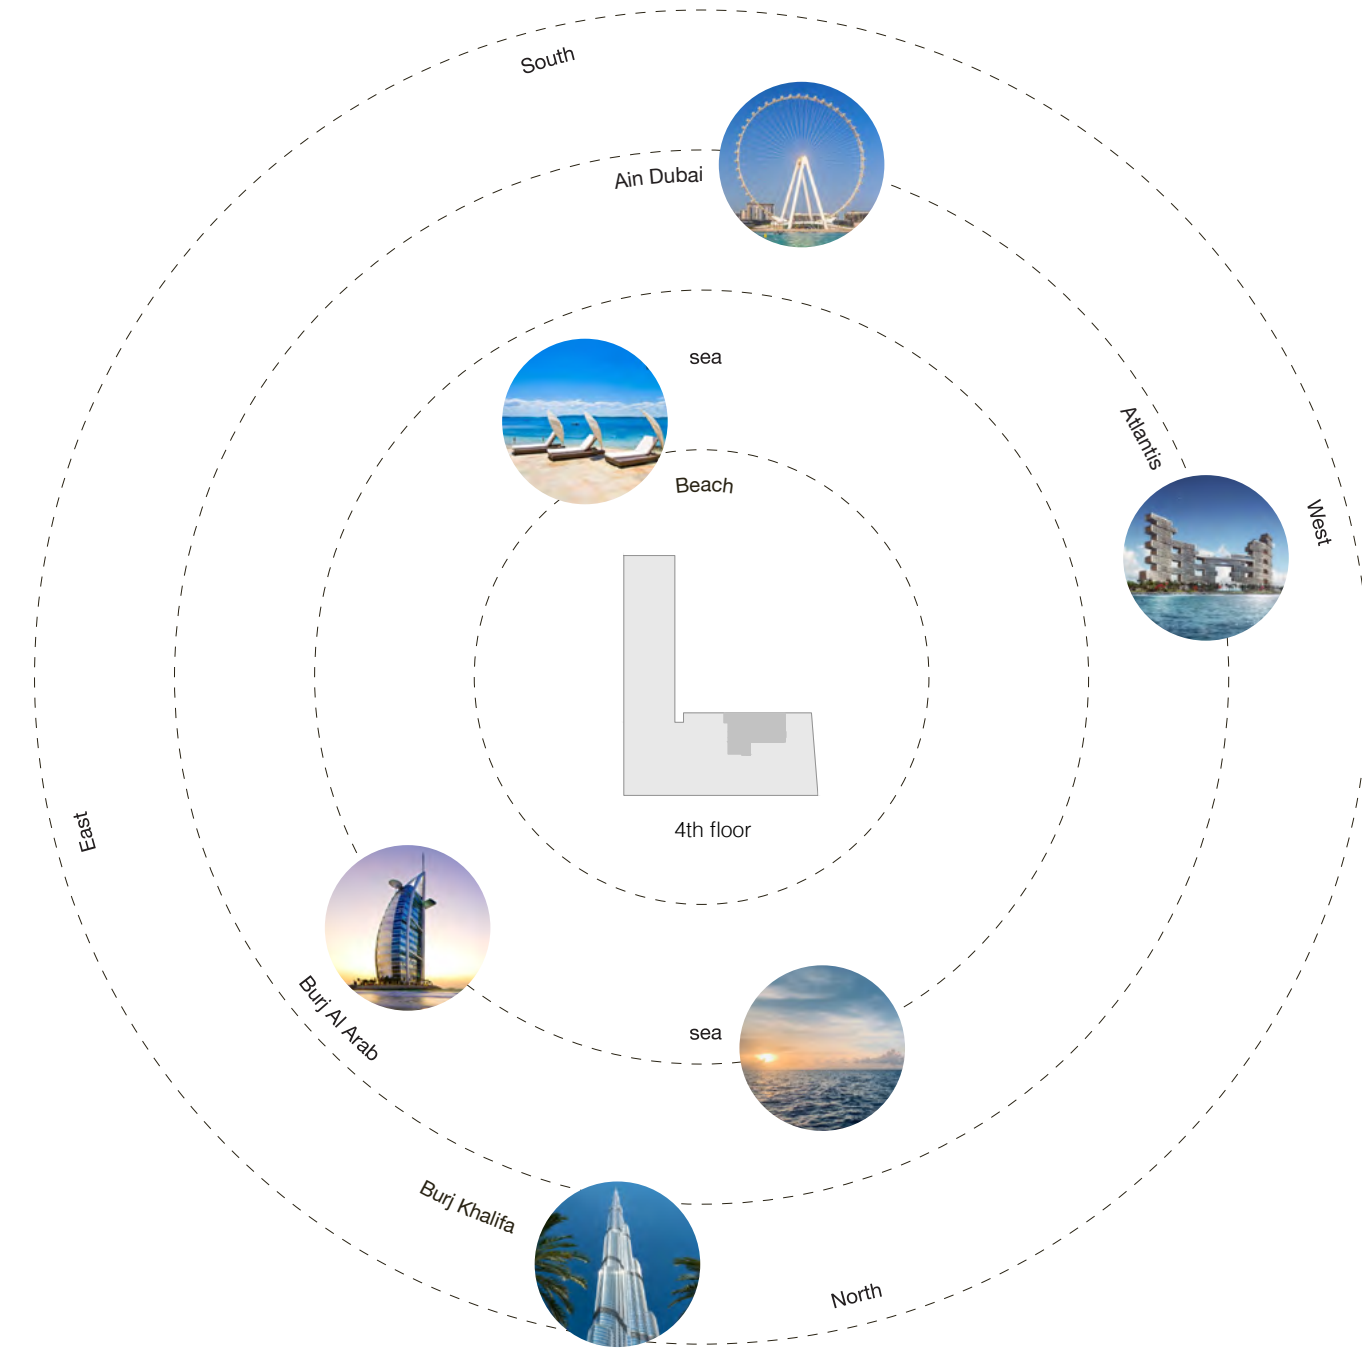 South
Ain Dubai
sea
Atlantis
Beach
West
East
4th floor
Burj Al Arab
sea
Burj Khalifa
North